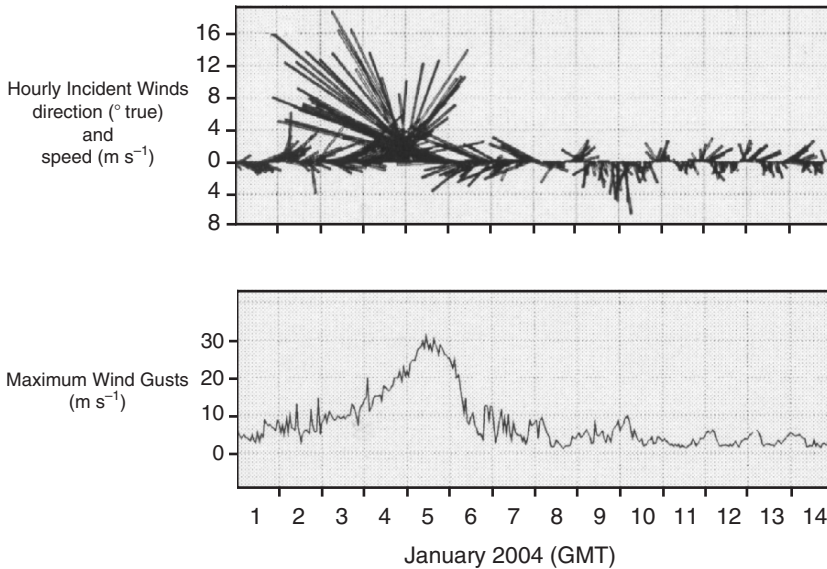 16
12
Hourly Incident Winds
direction (° true)
and
speed (m s⁻¹)
8
4
0
4
8
Maximum Wind Gusts
(m s⁻¹)
30
20
10
0
1 2 3 4 5 6 7 8 9 10 11 12 13 14
January 2004 (GMT)